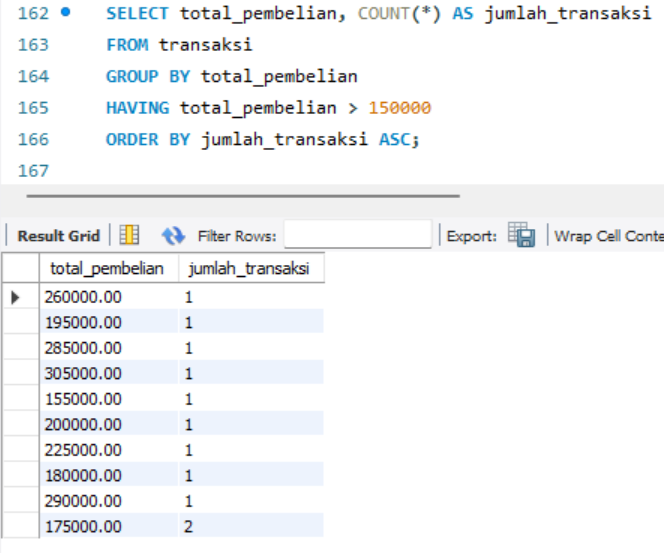 162 SELECT total_pembelian, COUNT(*) AS jumlah_transaksi
163 FROM transaksi
164 GROUP BY total_pembelian
165 HAVING total_pembelian > 150000
166 ORDER BY jumlah_transaksi ASC;
167
Result Grid Filter Rows: Export: Wrap Cell Conte
total_pembelian jumlah_transaksi
260000.00 1
195000.00 1
285000.00 1
305000.00 1
155000.00 1
200000.00 1
225000.00 1
180000.00 1
290000.00 1
175000.00 2